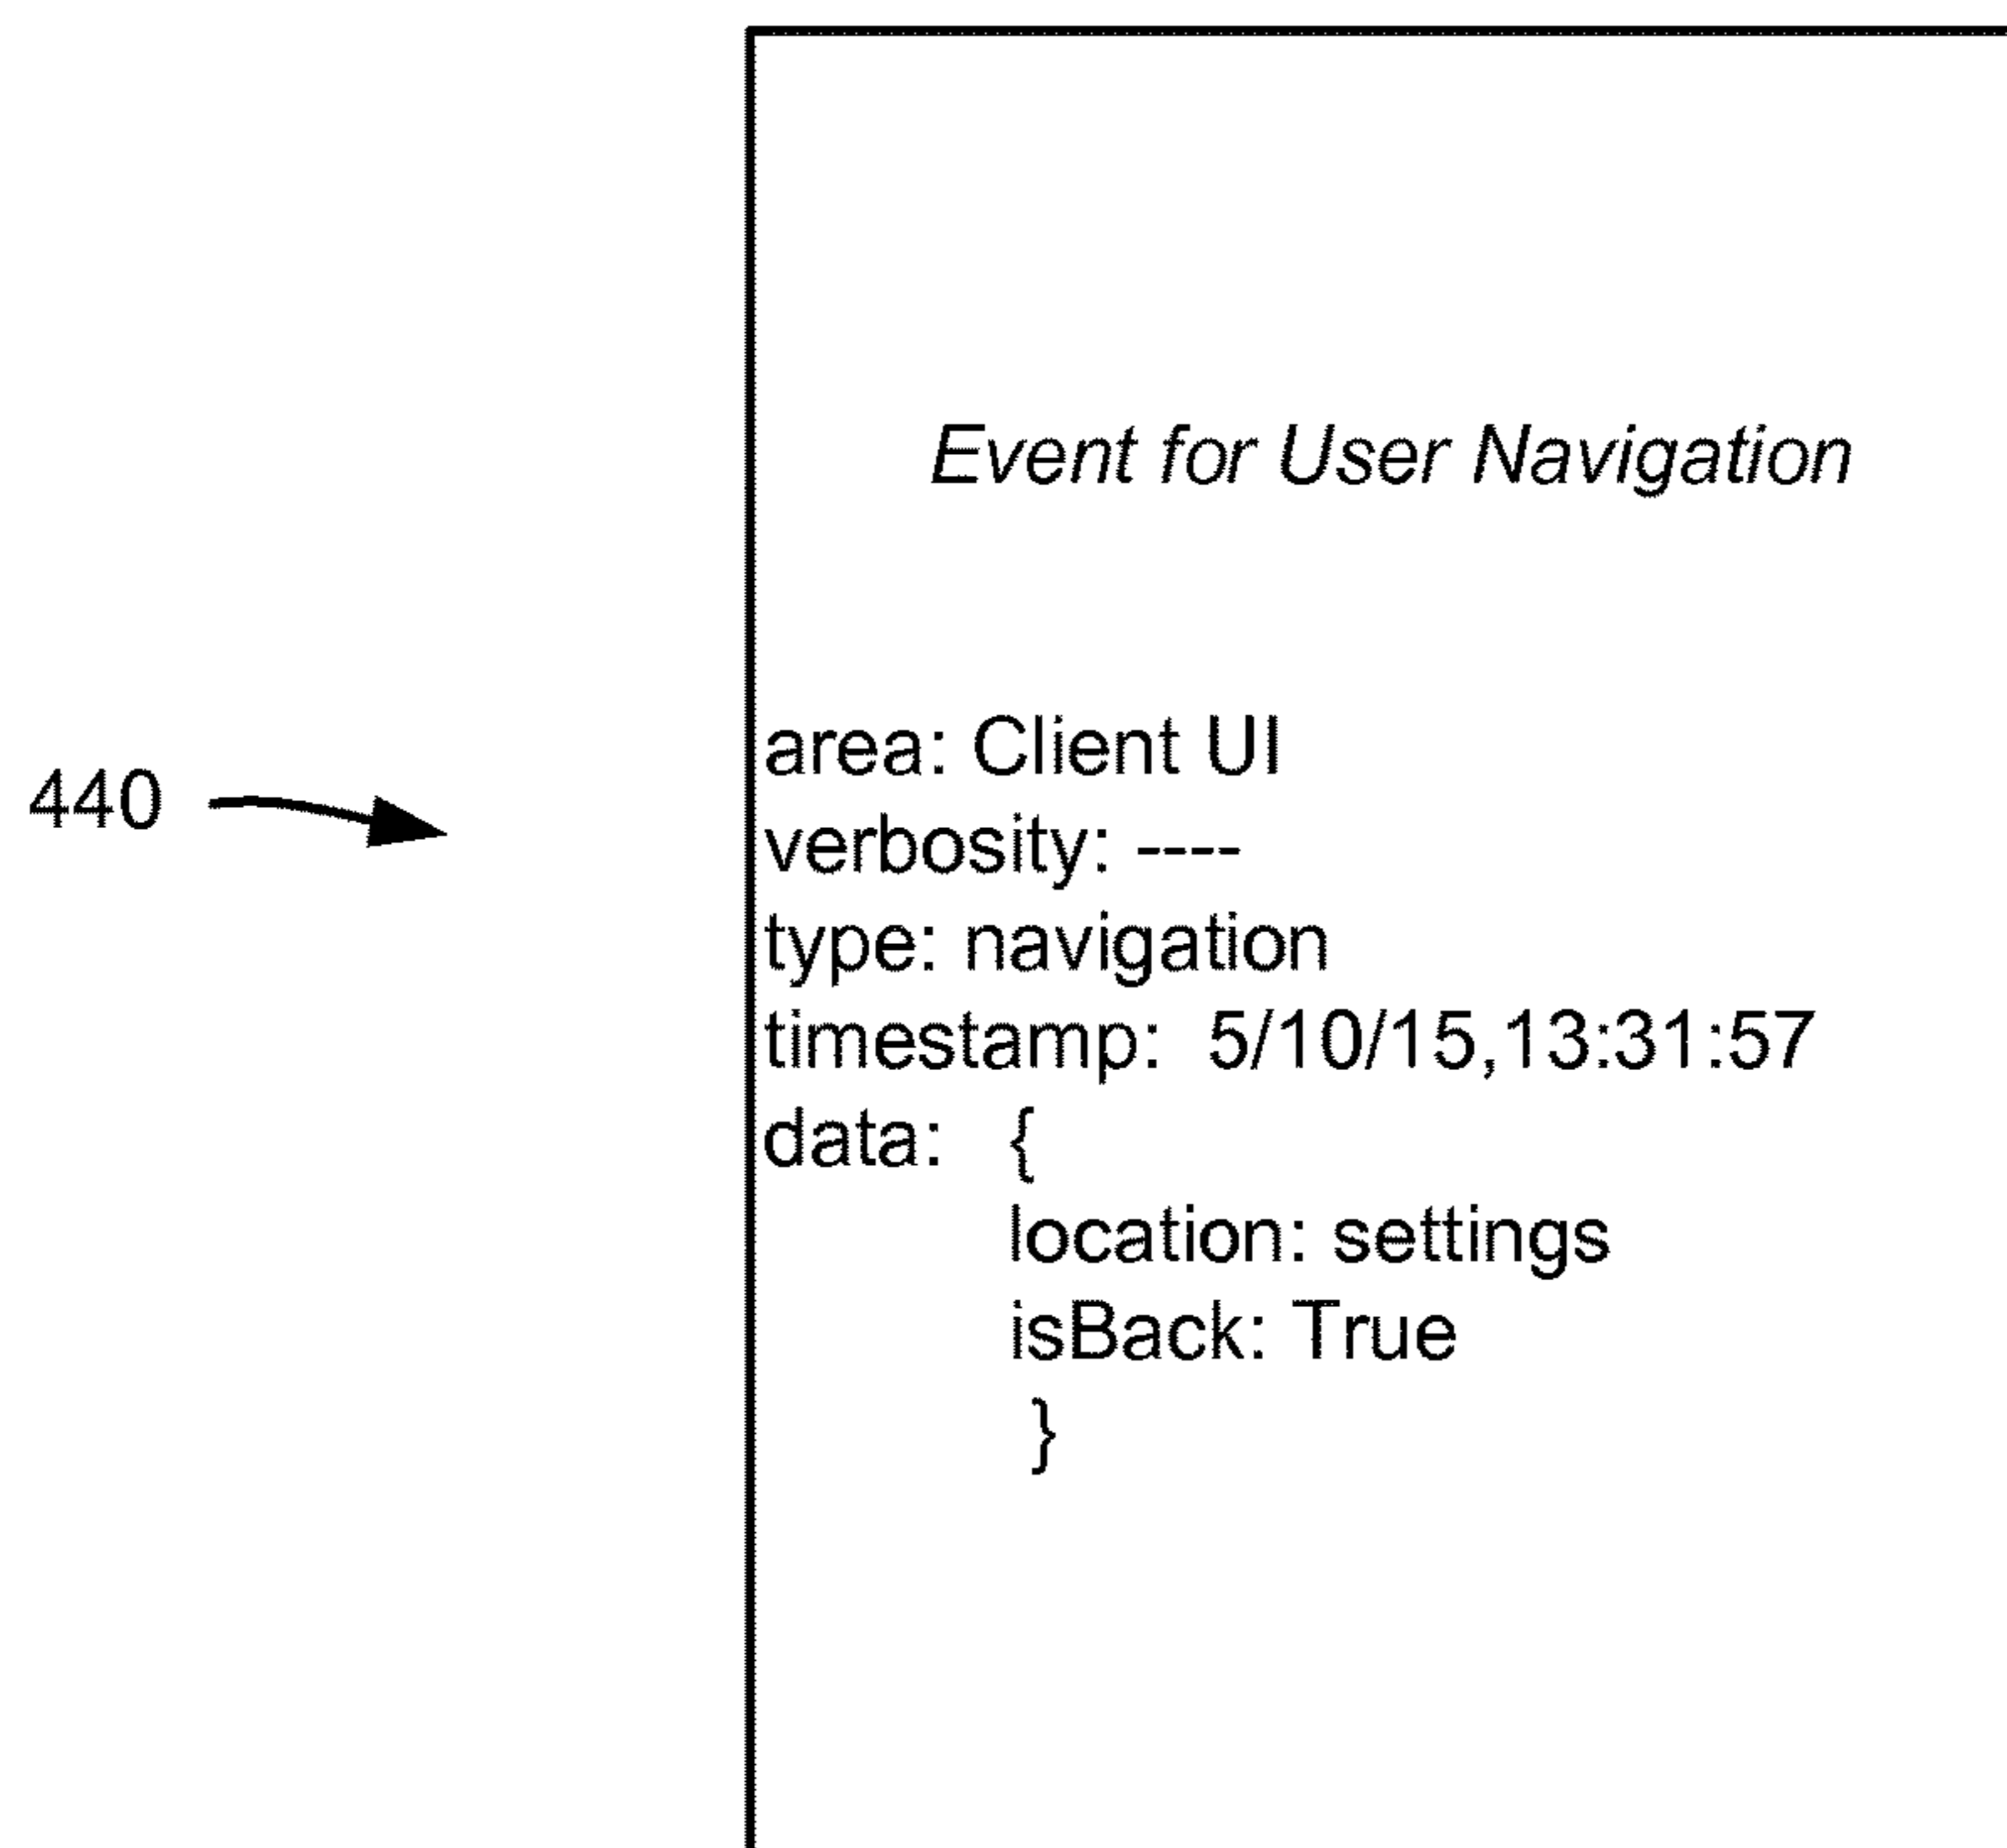 Event for User Navigation
440
area: Client UI
verbosity: ----
type: navigation
timestamp: 5/10/15,13:31:57
data: {
location: settings
isBack: True
}